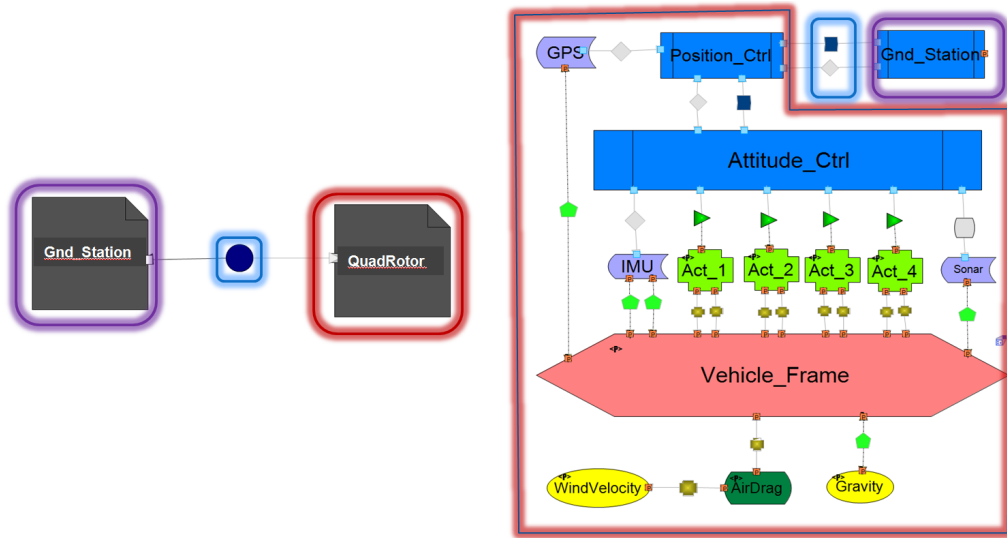 GPS
Position_Ctrl
Gnd_Station
Attitude_Ctrl
Gnd_Station
QuadRotor
IMU
<P>
Act_1
<P>
Act_2
<P>
Act_3
<P>
Act_4
Sonar
<P>
Vehicle_Frame
<P>
WindVelocity
<P>
AirDrag
<P>
Gravity